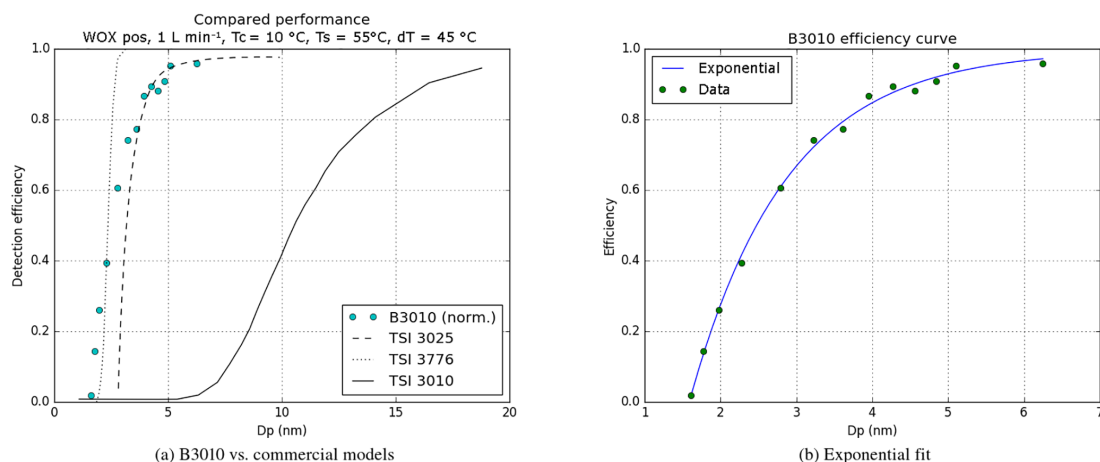 Compared performance
WOX pos, 1 L min⁻¹, Tc = 10 °C, Ts = 55°C, dT = 45 °C
1.0
0.8
0.6
0.4
0.2
0.0
Detection efficiency
0
5
10
15
20
Dp (nm)
B3010 (norm.)
TSI 3025
TSI 3776
TSI 3010
(a) B3010 vs. commercial models
B3010 efficiency curve
1.0
0.8
0.6
0.4
0.2
0.0
Efficiency
1
2
3
4
5
6
7
Dp (nm)
Exponential
Data
(b) Exponential fit